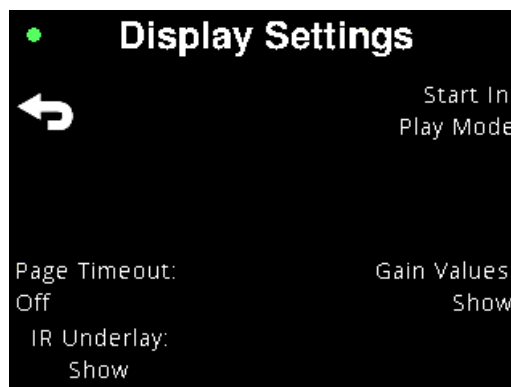 Display Settings
Start In
Play Mode
Page Timeout:
Off
Gain Values
Show
IR Underlay:
Show